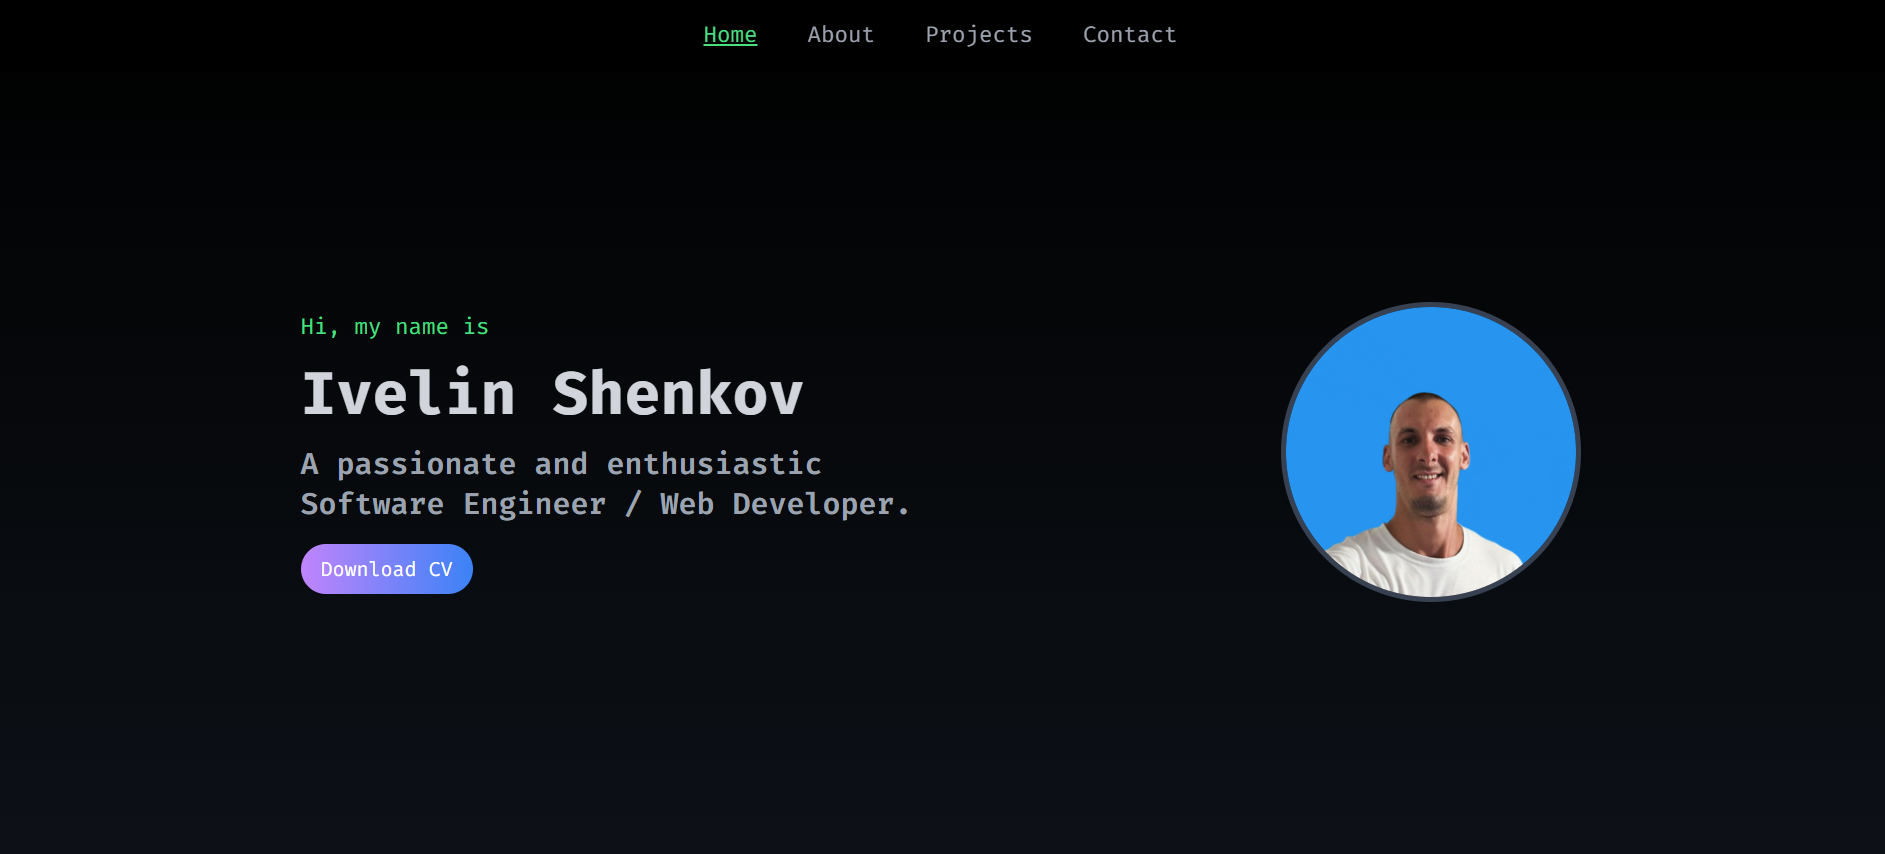 Home About Projects Contact
Hi, my name is
Ivelin Shenkov
A passionate and enthusiastic
Software Engineer / Web Developer.
Download CV